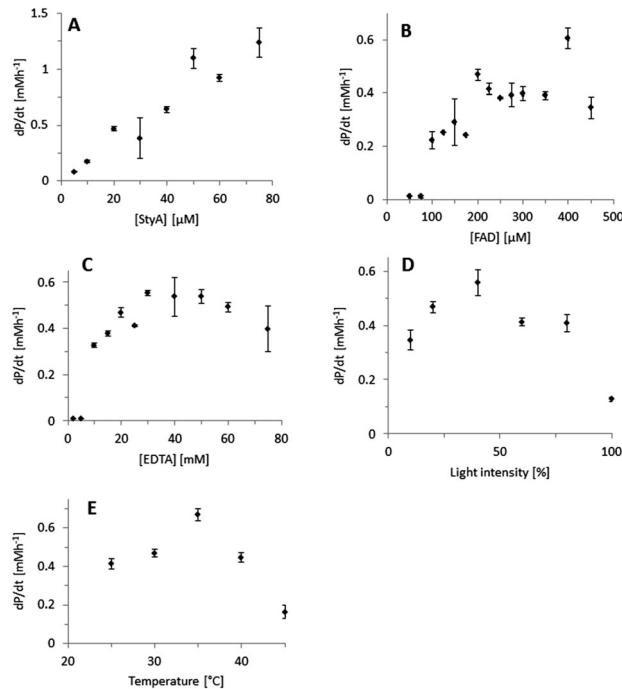 A
dP/dt [mMh⁻¹]
1.5
1
0.5
0
0 20 40 60 80
[StyA] [µM]
B
dP/dt [mMh⁻¹]
0.6
0.4
0.2
0
0 100 200 300 400 500
[FAD] [µM]
C
dP/dt [mMh⁻¹]
0.6
0.4
0.2
0
0 20 40 60 80
[EDTA] [mM]
D
dP/dt [mMh⁻¹]
0.6
0.4
0.2
0
0 50 100
Light intensity [%]
E
dP/dt [mMh⁻¹]
0.6
0.4
0.2
0
20 30 40
Temperature [°C]